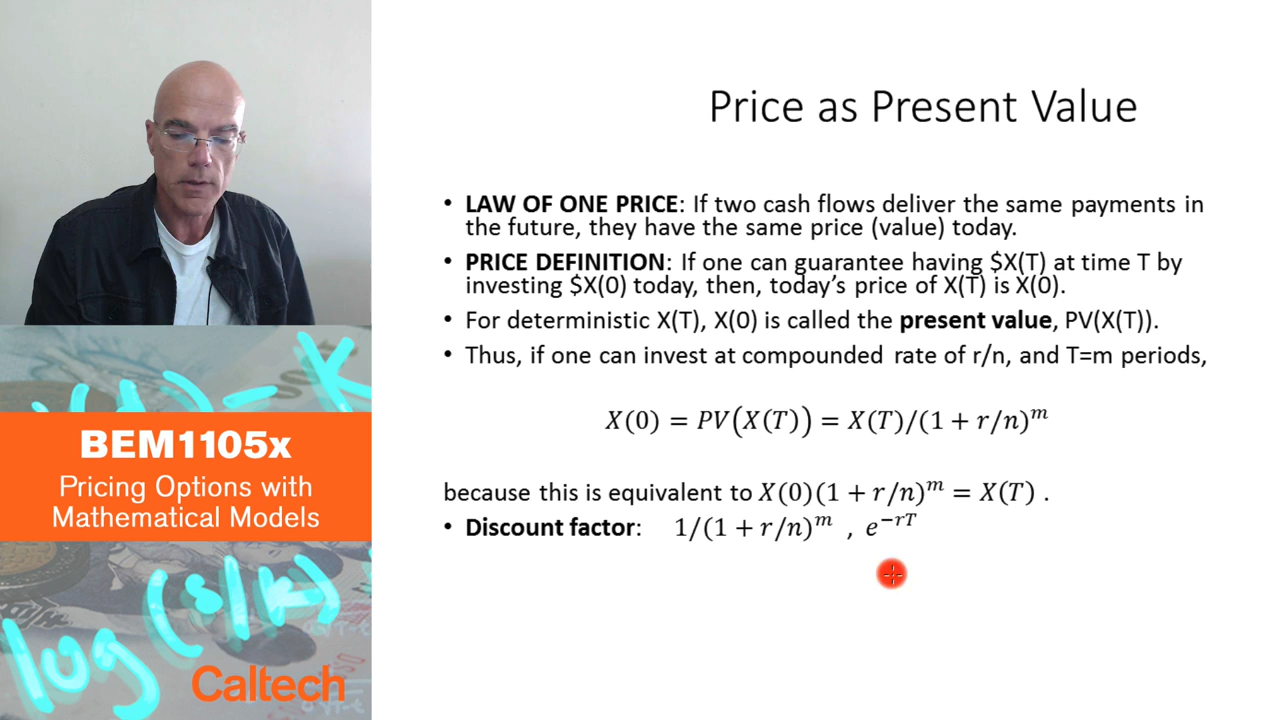 Price as Present Value
• LAW OF ONE PRICE: If two cash flows deliver the same payments in
the future, they have the same price (value) today.
• PRICE DEFINITION: If one can guarantee having $X(T) at time T by
investing $X(0) today, then, today's price of X(T) is X(0).
• For deterministic X(T), X(0) is called the present value, PV(X(T)).
• Thus, if one can invest at compounded rate of r/n, and T=m periods,
X(0) = PV(X(T)) = X(T)/(1 + r/n)^m
because this is equivalent to X(0)(1 + r/n)^m = X(T) .
• Discount factor: 1/(1 + r/n)^m , e^−rT
BEM1105x
Pricing Options with
Mathematical Models
log(s/K)
Caltech